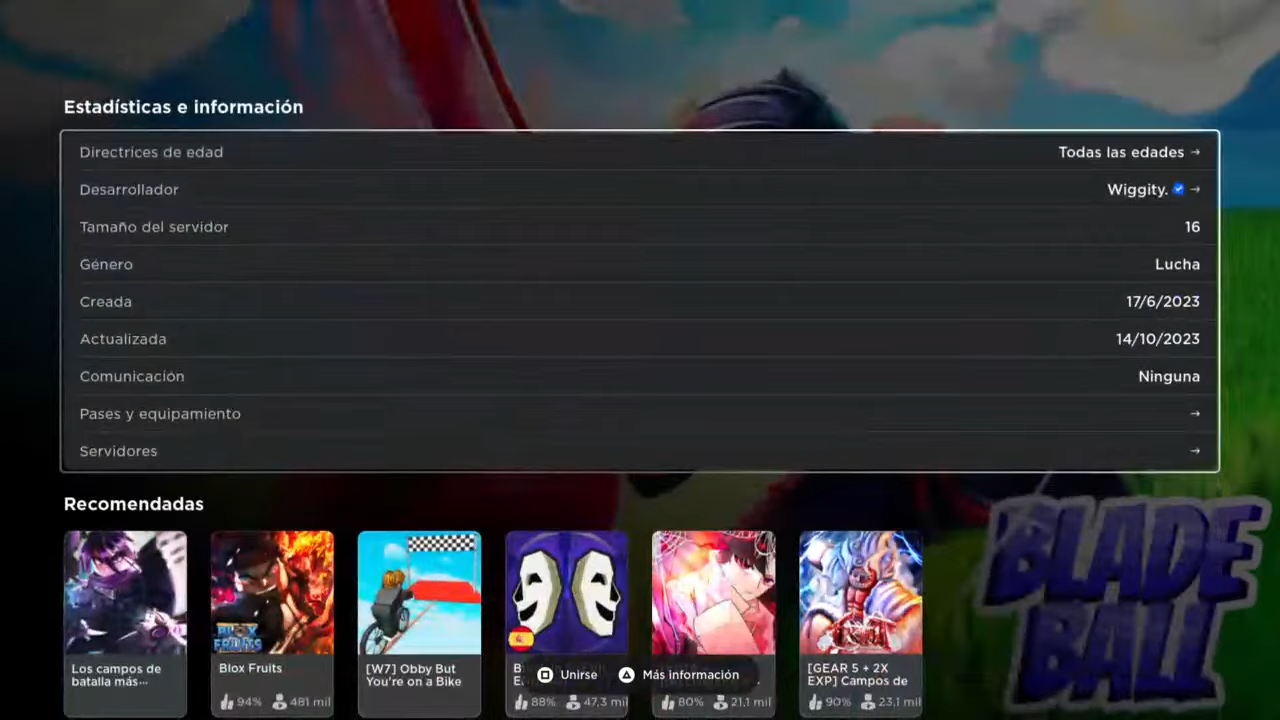 Estadísticas e información
Directrices de edad Todas las edades →
Desarrollador Wiggity. →
Tamaño del servidor 16
Género Lucha
Creada 17/6/2023
Actualizada 14/10/2023
Comunicación Ninguna
Pases y equipamiento →
Servidores →
Recomendadas
BLADE
BALL
BLOX
FRUITS
Los campos de
batalla más...
Blox Fruits
94% 481 mil
[W7] Obby But
You're on a Bike
88% 47,3 mil
80% 21,1 mil
[GEAR 5 + 2X
EXP] Campos de
90% 23,1 mil
Unirse Más información